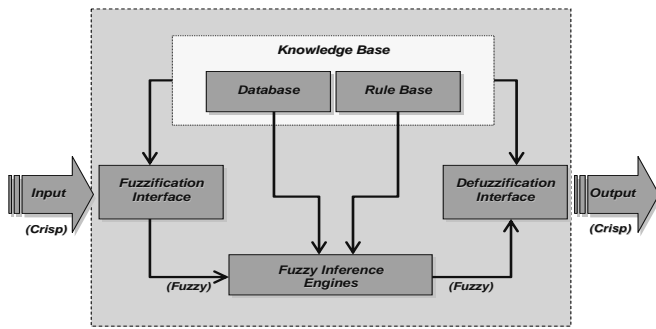 Knowledge Base
Database
Rule Base
Input
(Crisp)
Fuzzification
Interface
Defuzzification
Interface
Output
(Crisp)
(Fuzzy)
Fuzzy Inference
Engines
(Fuzzy)